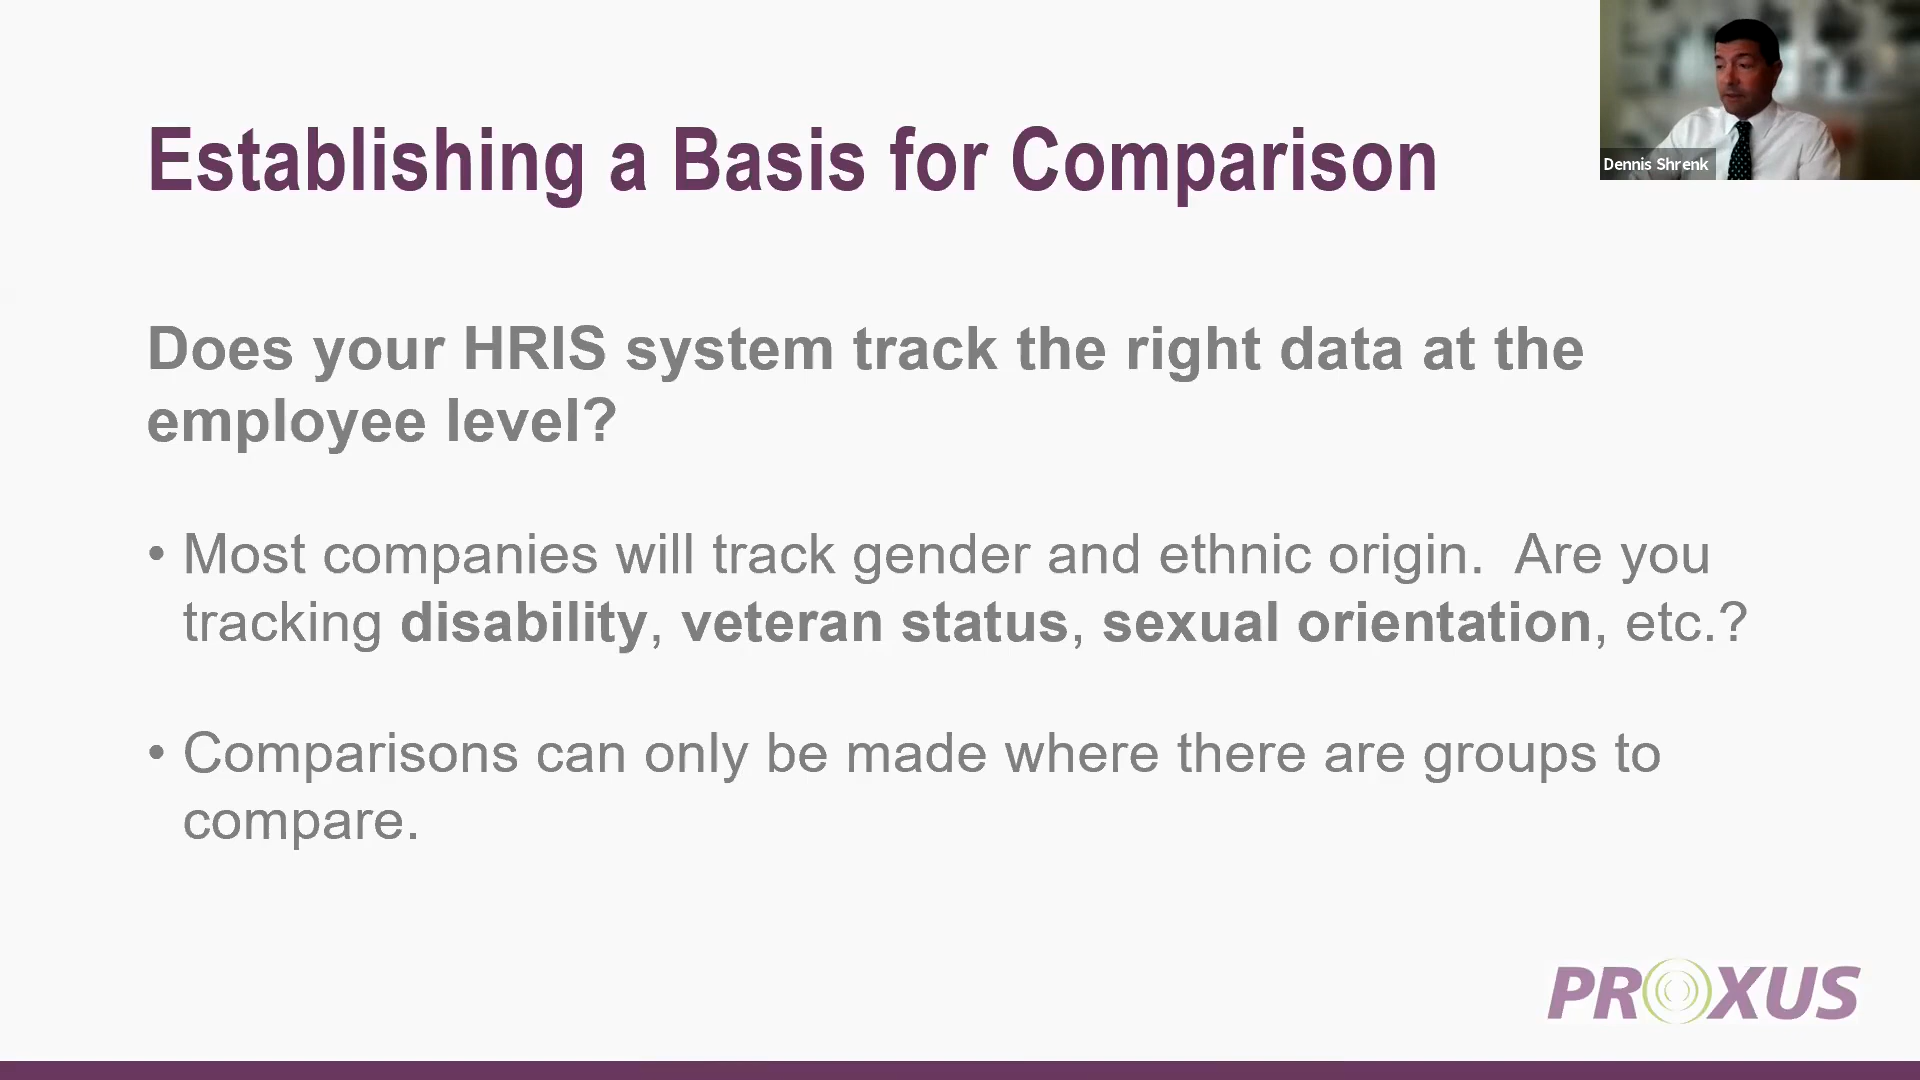 Establishing a Basis for Comparison
Dennis Shrenk
Does your HRIS system track the right data at the
employee level?
• Most companies will track gender and ethnic origin.  Are you
tracking disability, veteran status, sexual orientation, etc.?
• Comparisons can only be made where there are groups to
compare.
PROXUS